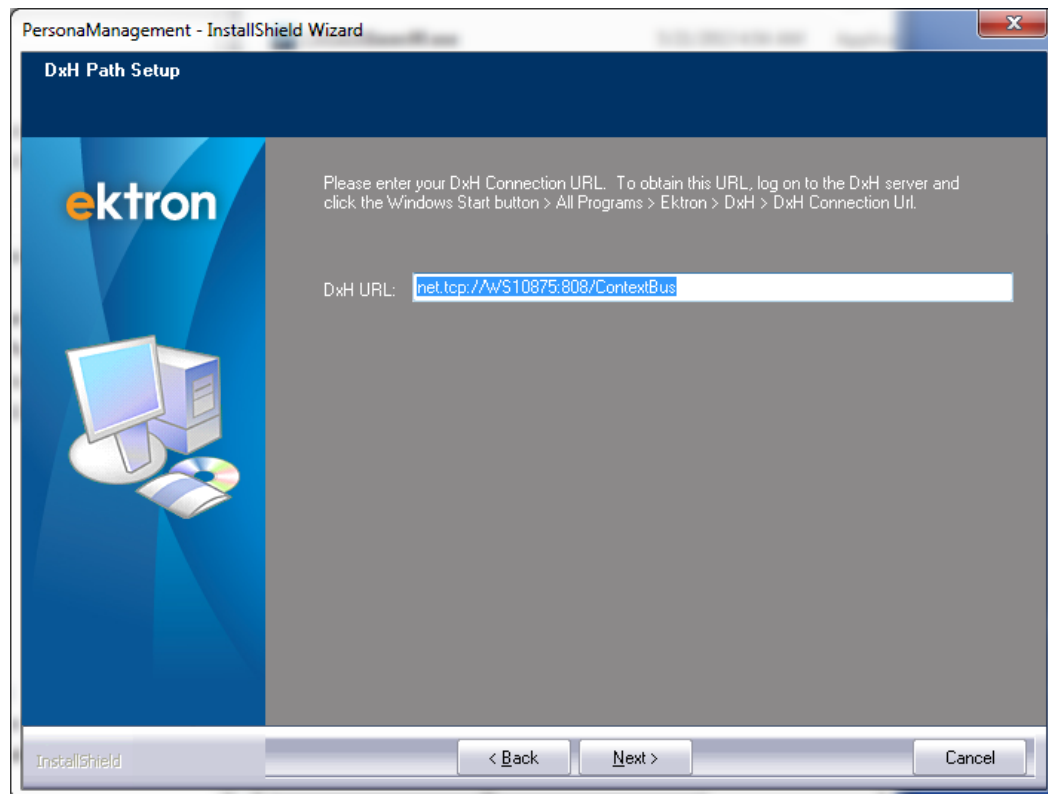 PersonaManagement - InstallShield Wizard
DxH Path Setup
ektron
Please enter your DxH Connection URL. To obtain this URL, log on to the DxH server and
click the Windows Start button > All Programs > Ektron > DxH > DxH Connection Url.
DxH URL: net.tcp://WS10875:808/ContextBus
InstallShield
< Back
Next >
Cancel